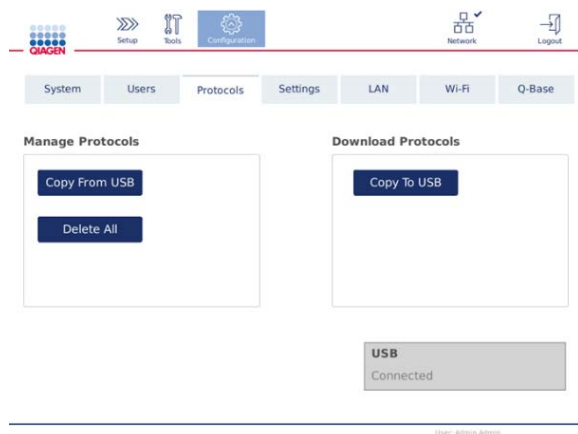 QIAGEN
Setup
Tools
Configuration
Network
Logout
System
Users
Protocols
Settings
LAN
Wi-Fi
Q-Base
Manage Protocols
Download Protocols
Copy From USB
Copy To USB
Delete All
USB
Connected
User: Admin Admin